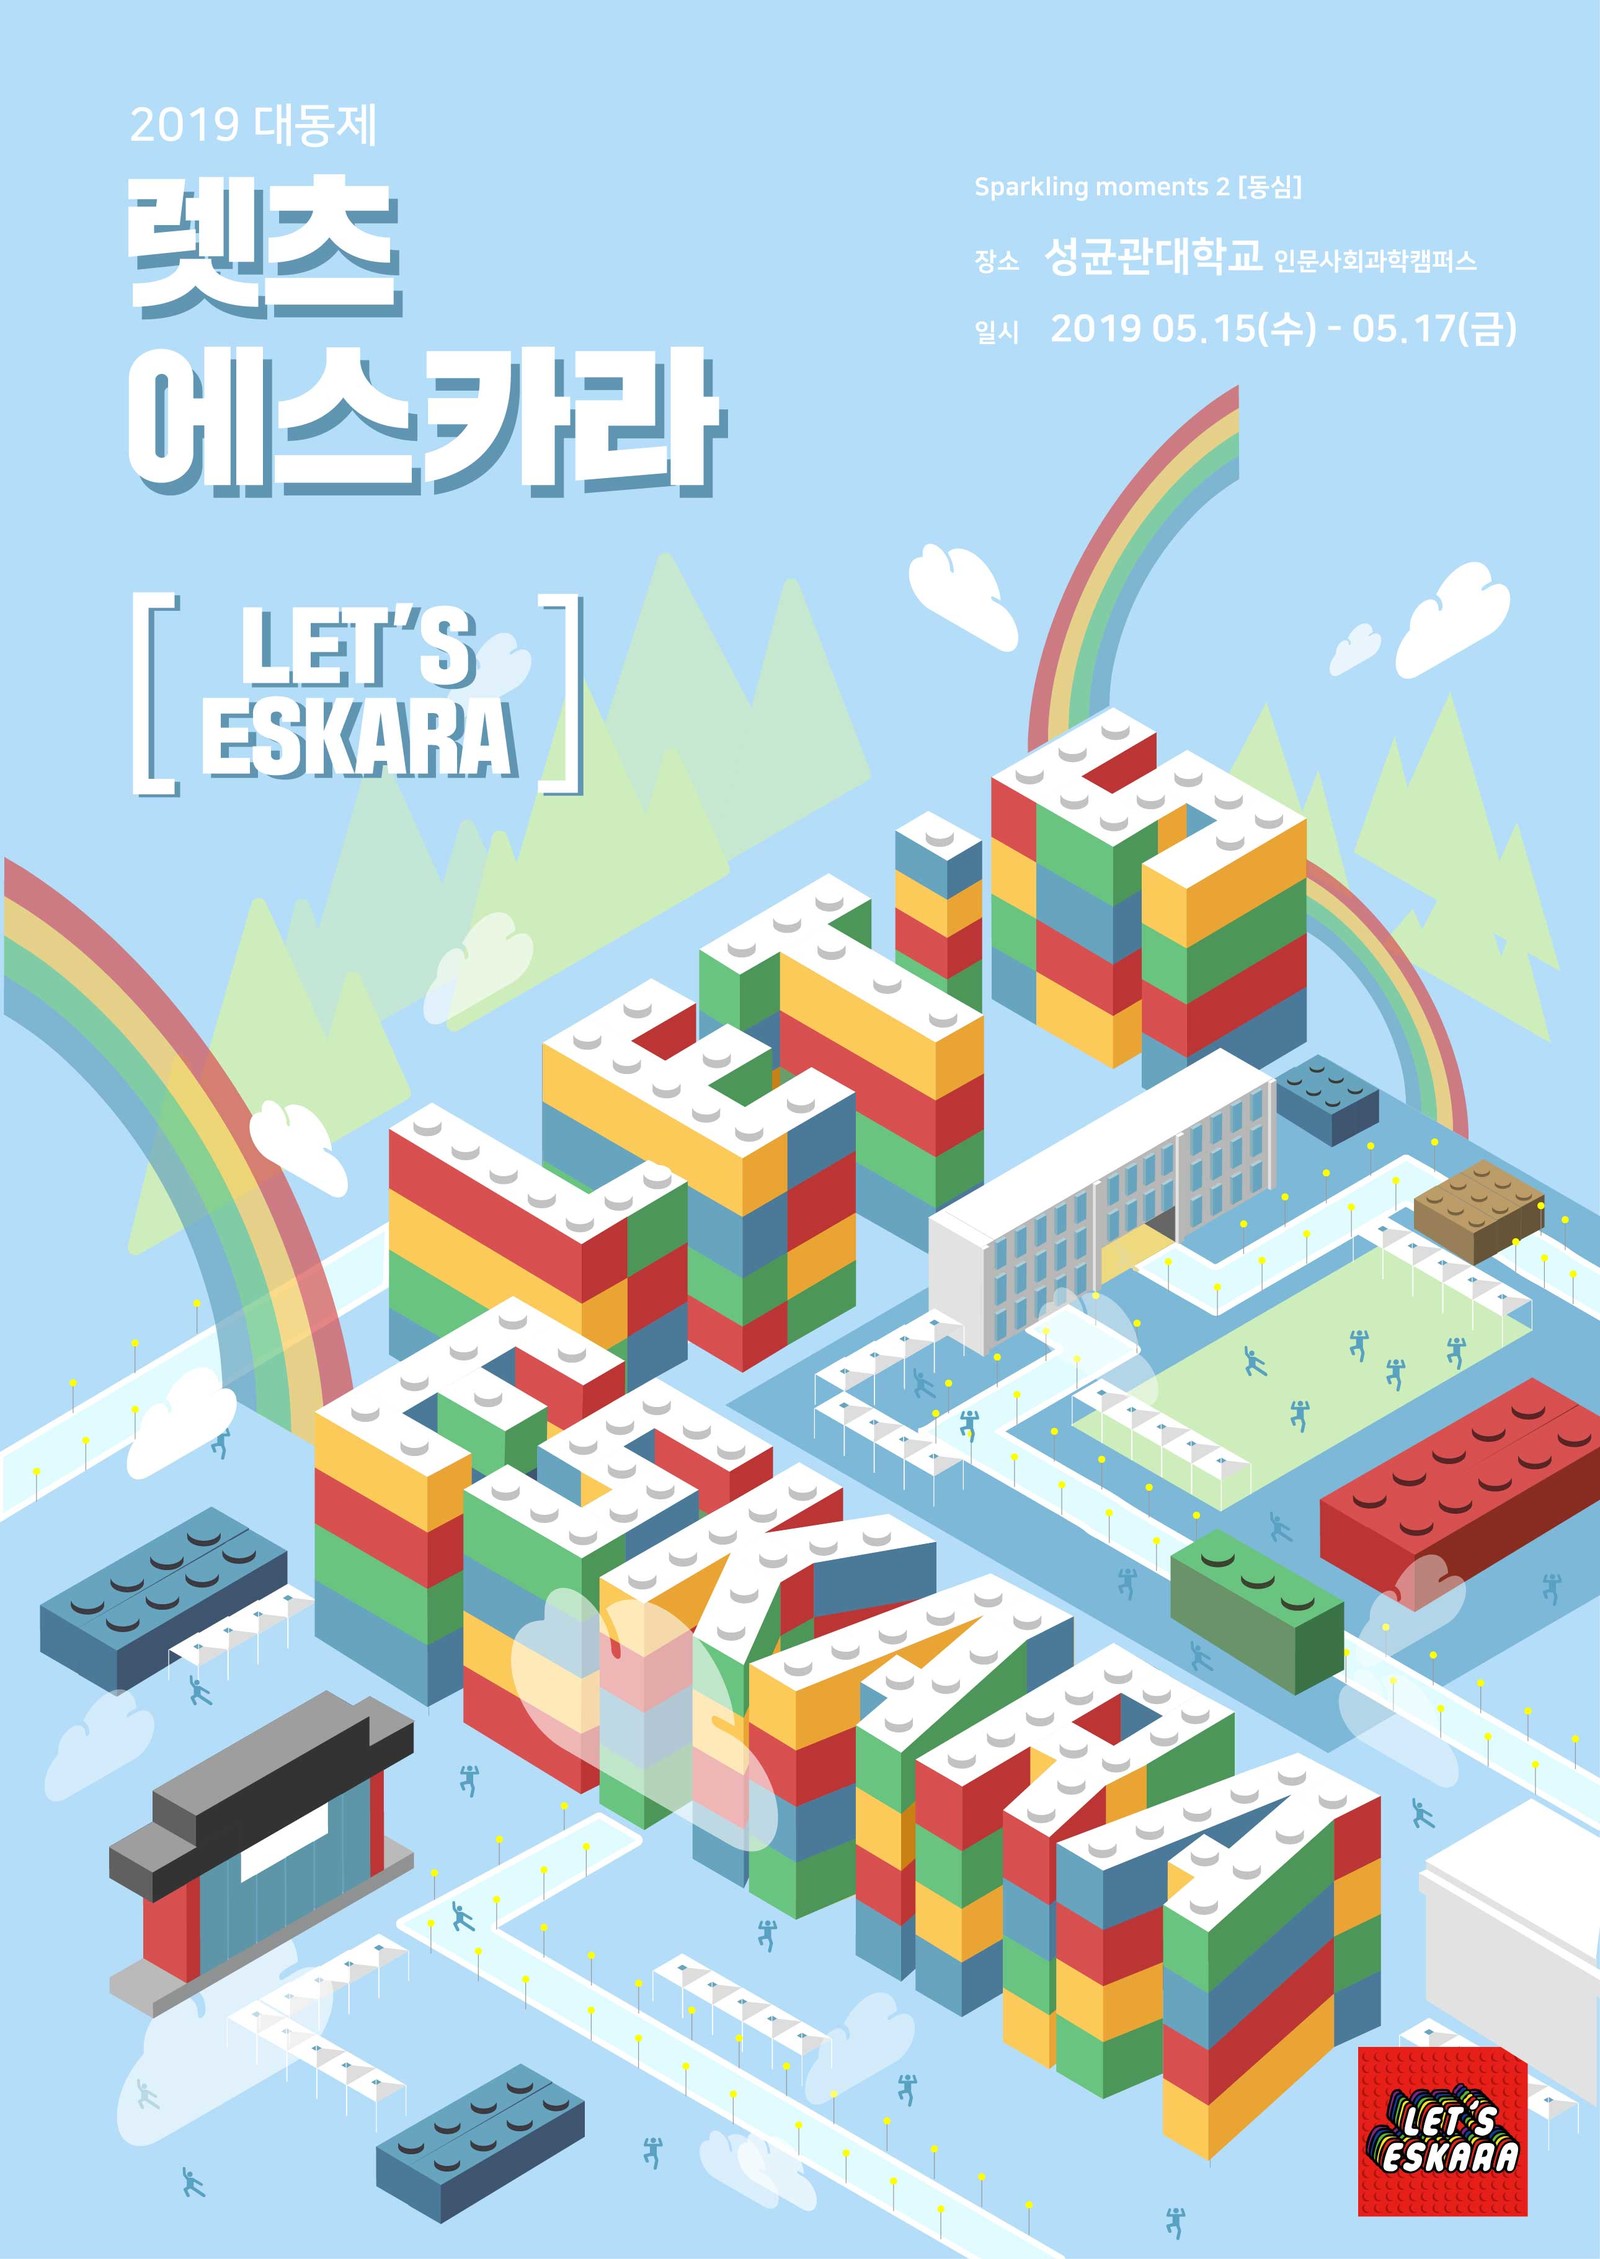 2019 대동제
렛츠
에스카라
[LET'S
ESKARA]
Sparkling moments 2 [동심]
장소 성균관대학교 인문사회과학캠퍼스
일시 2019 05.15(수) - 05.17(금)
LET'S
ESKARA
LET'S
ESKARA